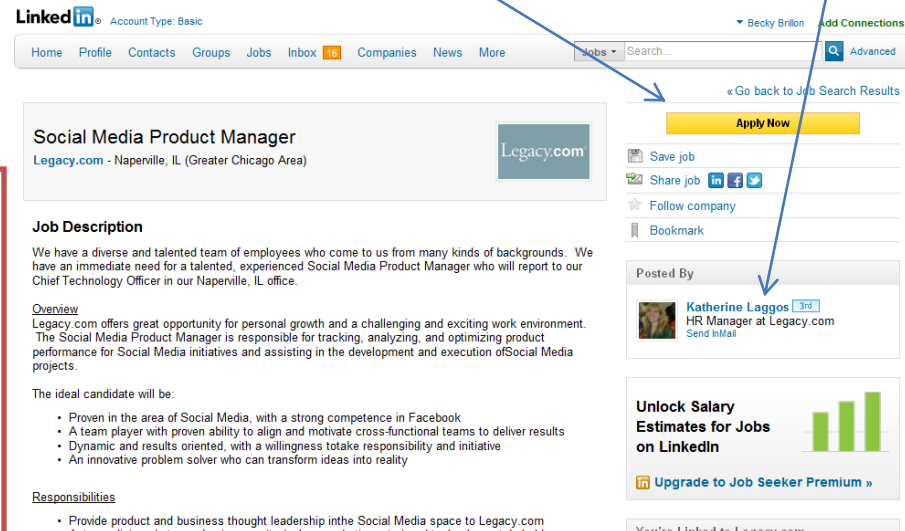 Linked in® Account Type: Basic
Becky Brillon Add Connections
Home Profile Contacts Groups Jobs Inbox 16 Companies News More
Jobs Search... Advanced
« Go back to Job Search Results
Apply Now
Social Media Product Manager
Legacy.com - Naperville, IL (Greater Chicago Area)
Legacy.com
Save job
Share job in f
Follow company
Bookmark
Job Description
We have a diverse and talented team of employees who come to us from many kinds of backgrounds. We
have an immediate need for a talented, experienced Social Media Product Manager who will report to our
Chief Technology Officer in our Naperville, IL office.
Overview
Legacy.com offers great opportunity for personal growth and a challenging and exciting work environment.
The Social Media Product Manager is responsible for tracking, analyzing, and optimizing product
performance for Social Media initiatives and assisting in the development and execution ofSocial Media
projects.
The ideal candidate will be:
• Proven in the area of Social Media, with a strong competence in Facebook
• A team player with proven ability to align and motivate cross-functional teams to deliver results
• Dynamic and results oriented, with a willingness totake responsibility and initiative
• An innovative problem solver who can transform ideas into reality
Responsibilities
• Provide product and business thought leadership inthe Social Media space to Legacy.com
Posted By
Katherine Laggos 3rd
HR Manager at Legacy.com
Send InMail
Unlock Salary
Estimates for Jobs
on LinkedIn
in Upgrade to Job Seeker Premium »
You're Linked to Legacy.com